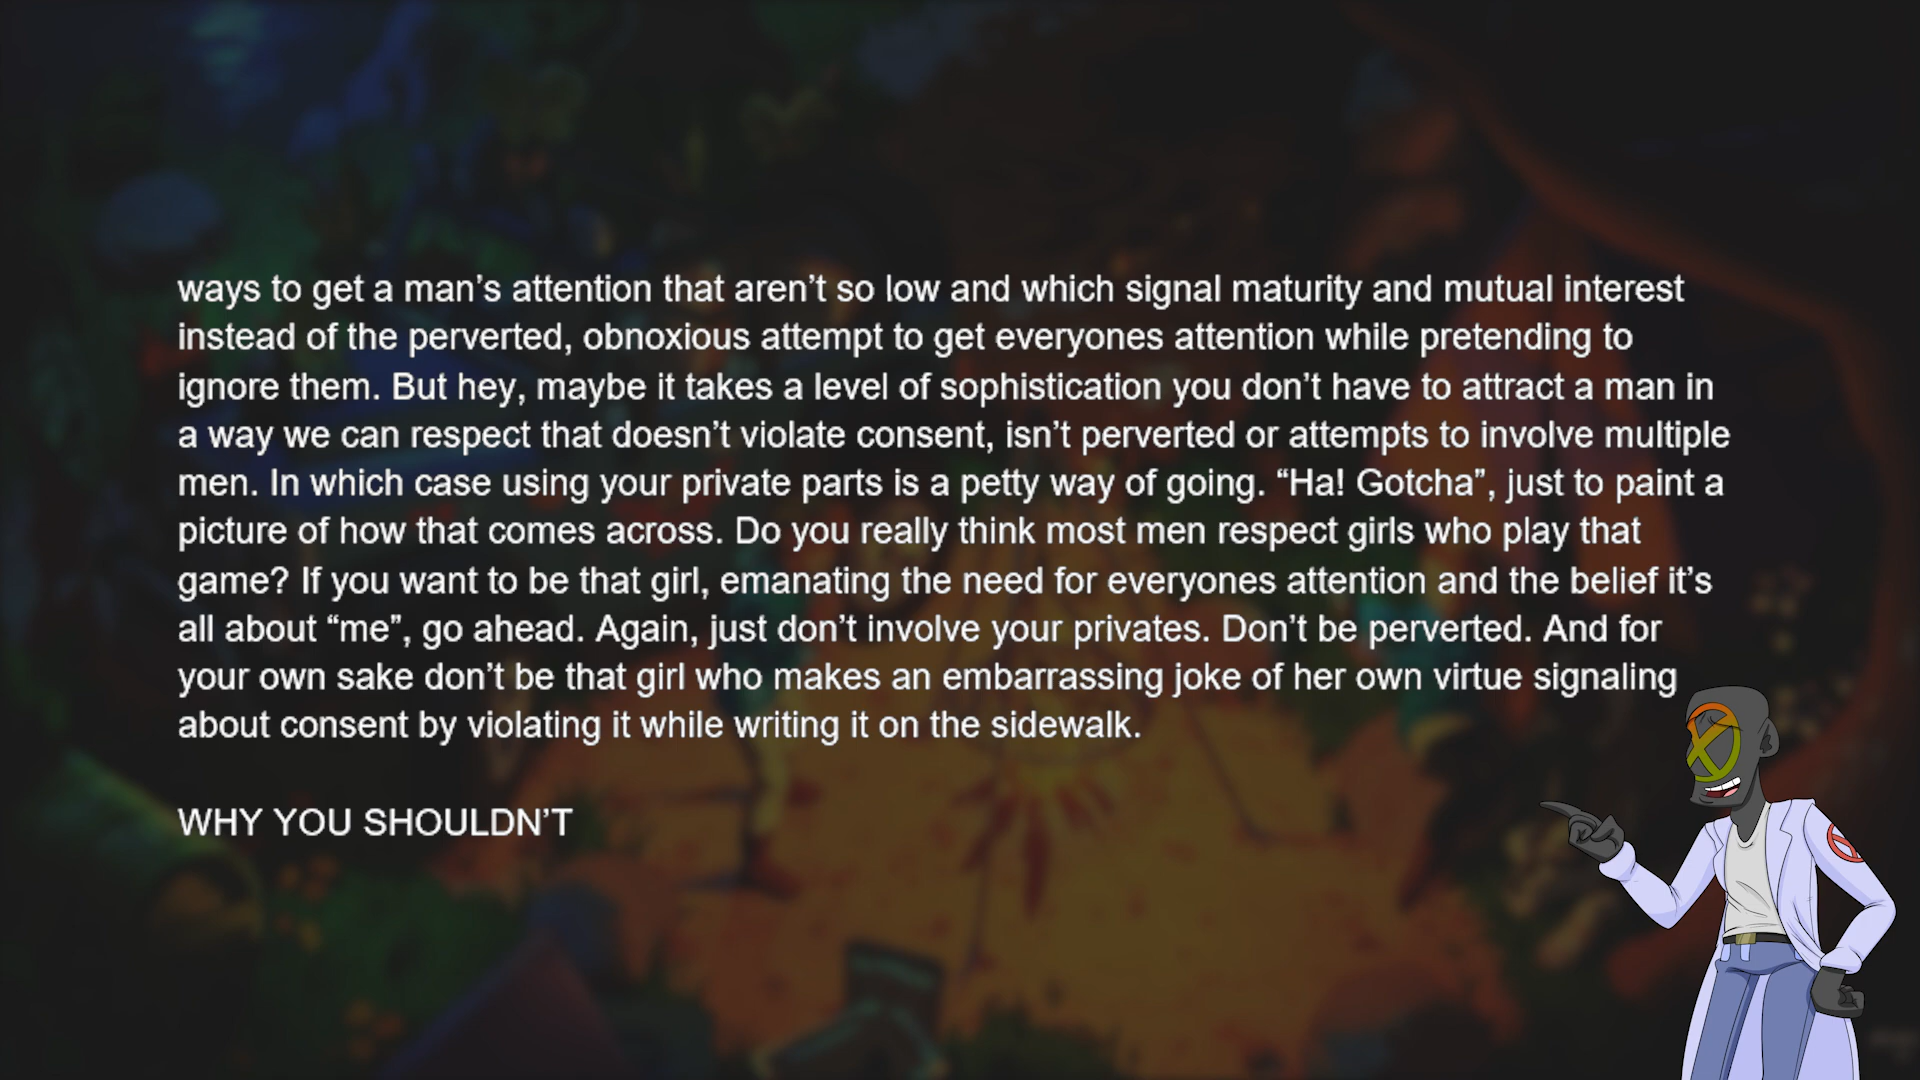 ways to get a man’s attention that aren’t so low and which signal maturity and mutual interest
instead of the perverted, obnoxious attempt to get everyones attention while pretending to
ignore them. But hey, maybe it takes a level of sophistication you don’t have to attract a man in
a way we can respect that doesn’t violate consent, isn’t perverted or attempts to involve multiple
men. In which case using your private parts is a petty way of going. “Ha! Gotcha”, just to paint a
picture of how that comes across. Do you really think most men respect girls who play that
game? If you want to be that girl, emanating the need for everyones attention and the belief it’s
all about “me”, go ahead. Again, just don’t involve your privates. Don’t be perverted. And for
your own sake don’t be that girl who makes an embarrassing joke of her own virtue signaling
about consent by violating it while writing it on the sidewalk.
WHY YOU SHOULDN’T